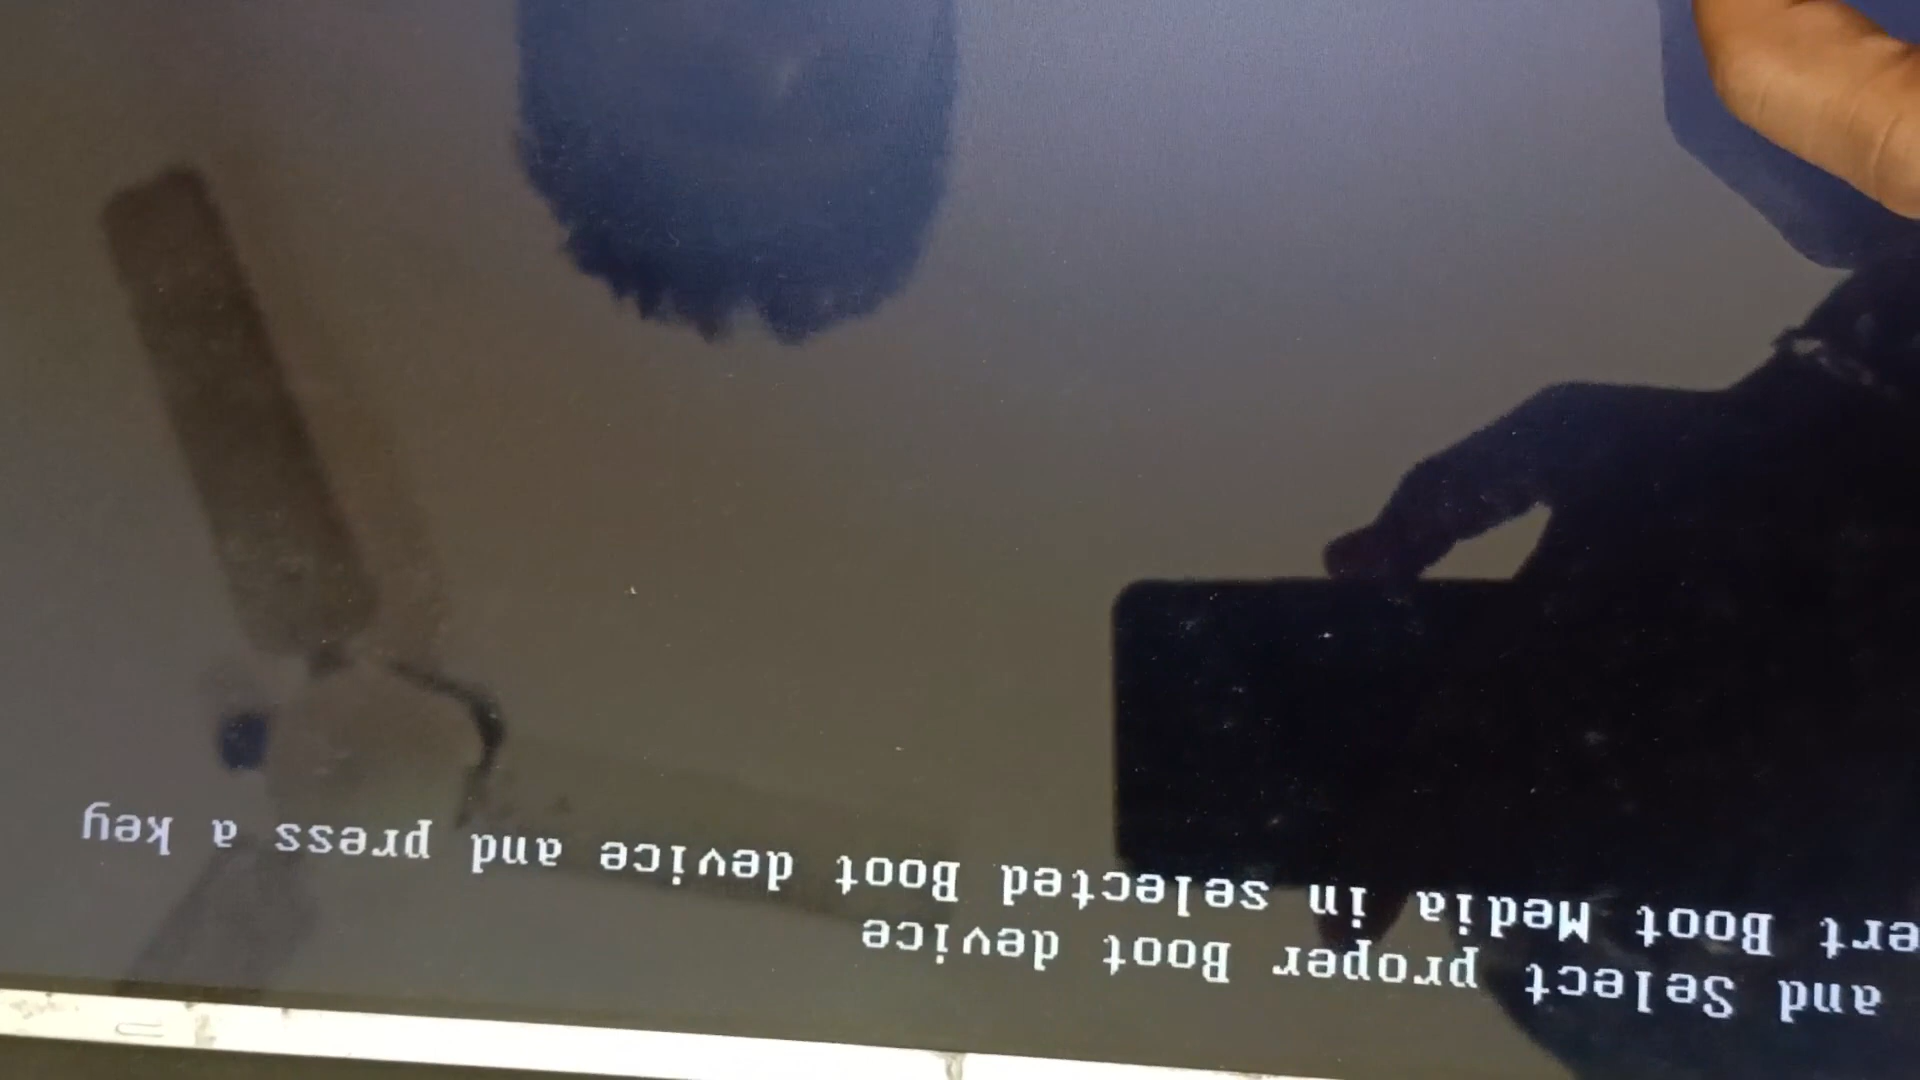 and Select proper Boot device
ert Boot Media in selected Boot device and press a key